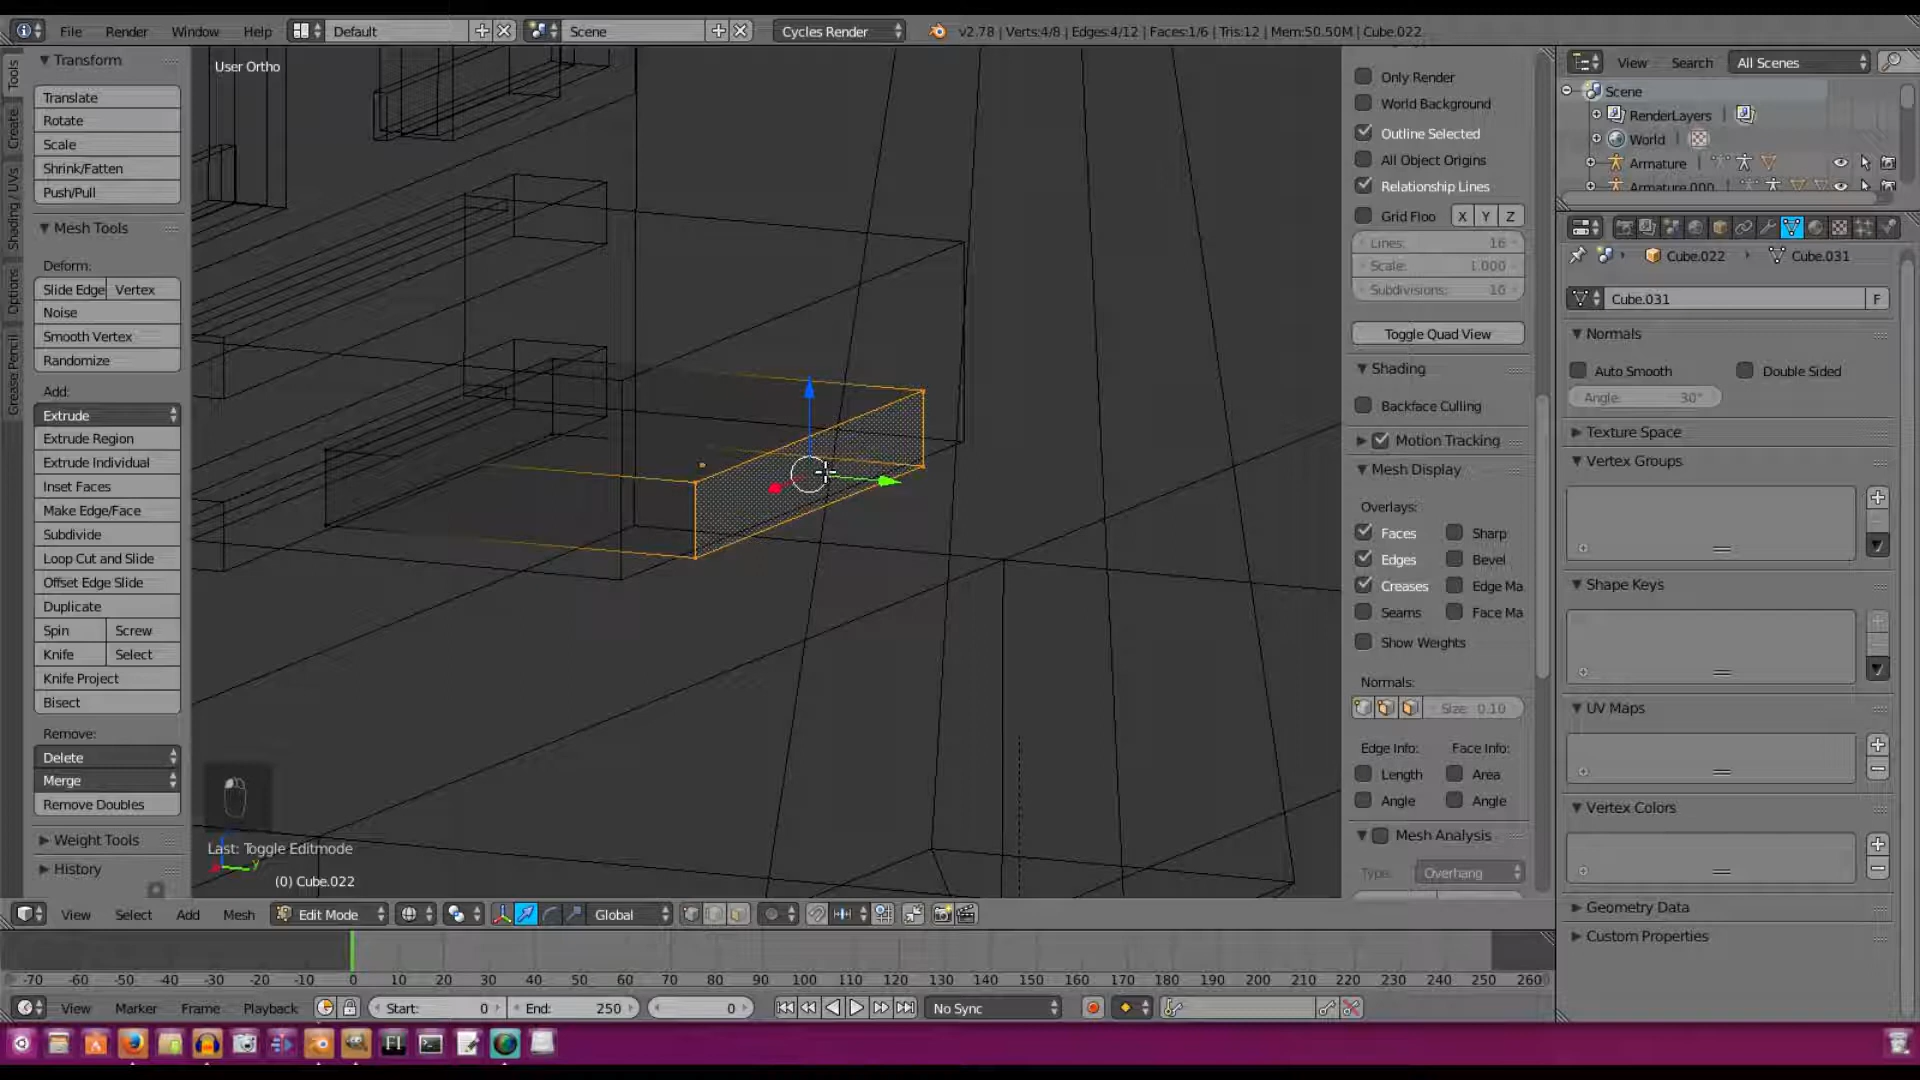 File Render Window Help Default Scene Cycles Render v2.78 | Verts:4/8 | Edges:4/12 | Faces:1/6 | Tris:12 | Mem:50.50M | Cube.022
Tools
Create
Shading / UVs
Options
Grease Pencil
Transform
Translate
Rotate
Scale
Shrink/Fatten
Push/Pull
Mesh Tools
Deform:
Slide Edge Vertex
Noise
Smooth Vertex
Randomize
Add:
Extrude
Extrude Region
Extrude Individual
Inset Faces
Make Edge/Face
Subdivide
Loop Cut and Slide
Offset Edge Slide
Duplicate
Spin Screw
Knife Select
Knife Project
Bisect
Remove:
Delete
Merge
Remove Doubles
Weight Tools
History
User Ortho
Last: Toggle Editmode
(0) Cube.022
Only Render
World Background
Outline Selected
All Object Origins
Relationship Lines
Grid Floo X Y Z
Lines: 16
Scale: 1.000
Subdivisions: 10
Toggle Quad View
Shading
Backface Culling
Motion Tracking
Mesh Display
Overlays:
Faces Sharp
Edges Bevel
Creases Edge Ma
Seams Face Ma
Show Weights
Normals:
Size: 0.10
Edge Info: Face Info:
Length Area
Angle Angle
Mesh Analysis
Type: Overhang
View Search All Scenes
Scene
RenderLayers |
World |
Armature |
Armature.000
Cube.022 Cube.031
Cube.031 F
Normals
Auto Smooth Double Sided
Angle: 30°
Texture Space
Vertex Groups
Shape Keys
UV Maps
Vertex Colors
Geometry Data
Custom Properties
View Select Add Mesh Edit Mode Global
-70 -60 -50 -40 -30 -20 -10 0 10 20 30 40 50 60 70 80 90 100 110 120 130 140 150 160 170 180 190 200 210 220 230 240 250 260
View Marker Frame Playback Start: 0 End: 250 0 No Sync